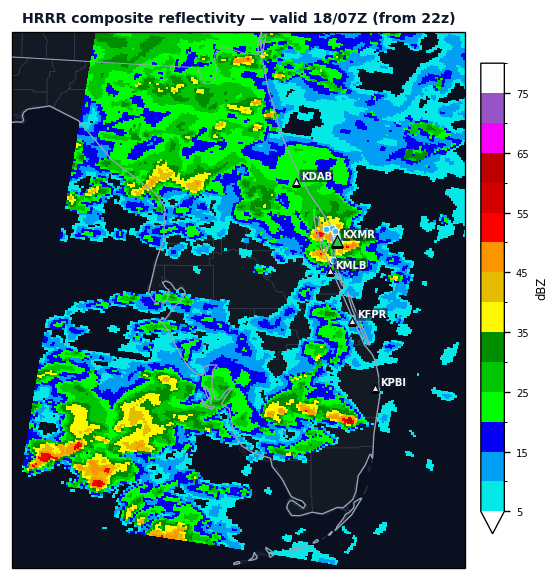 HRRR composite reflectivity — valid 18/07Z (from 22z)
KDAB
KXMR
KMLB
KFPR
KPBI
75
65
55
45
35
25
15
5
dBZ